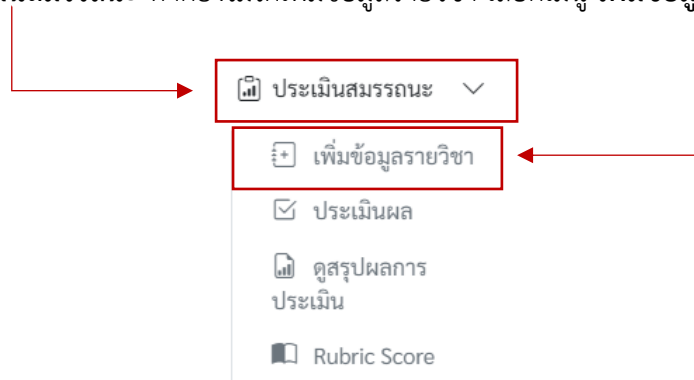 ประเมินสมรรถนะ
เพิ่มข้อมูลรายวิชา
ประเมินผล
ดูสรุปผลการ
ประเมิน
Rubric Score